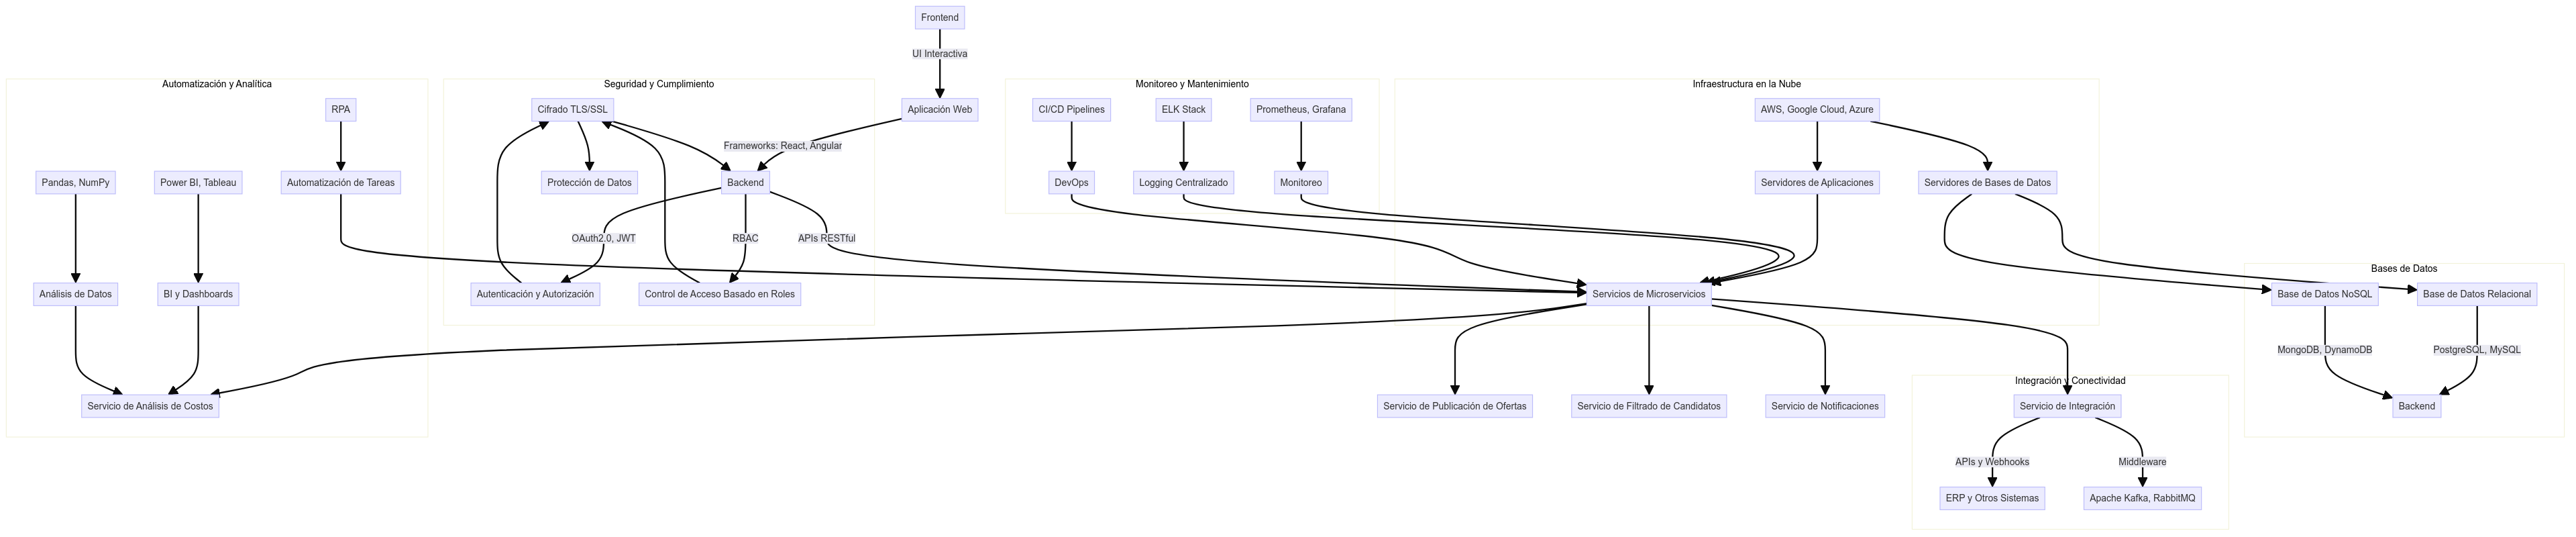 Frontend
UI Interactiva
Automatización y Analítica
Seguridad y Cumplimiento
Monitoreo y Mantenimiento
Infraestructura en la Nube
RPA
Cifrado TLS/SSL
Aplicación Web
CI/CD Pipelines
ELK Stack
Prometheus, Grafana
AWS, Google Cloud, Azure
Frameworks: React, Angular
Pandas, NumPy
Power BI, Tableau
Automatización de Tareas
Protección de Datos
Backend
DevOps
Logging Centralizado
Monitoreo
Servidores de Aplicaciones
Servidores de Bases de Datos
OAuth2.0, JWT
RBAC
APIs RESTful
Bases de Datos
Análisis de Datos
BI y Dashboards
Autenticación y Autorización
Control de Acceso Basado en Roles
Servicios de Microservicios
Base de Datos NoSQL
Base de Datos Relacional
MongoDB, DynamoDB
PostgreSQL, MySQL
Integración y Conectividad
Servicio de Análisis de Costos
Servicio de Publicación de Ofertas
Servicio de Filtrado de Candidatos
Servicio de Notificaciones
Servicio de Integración
Backend
APIs y Webhooks
Middleware
ERP y Otros Sistemas
Apache Kafka, RabbitMQ